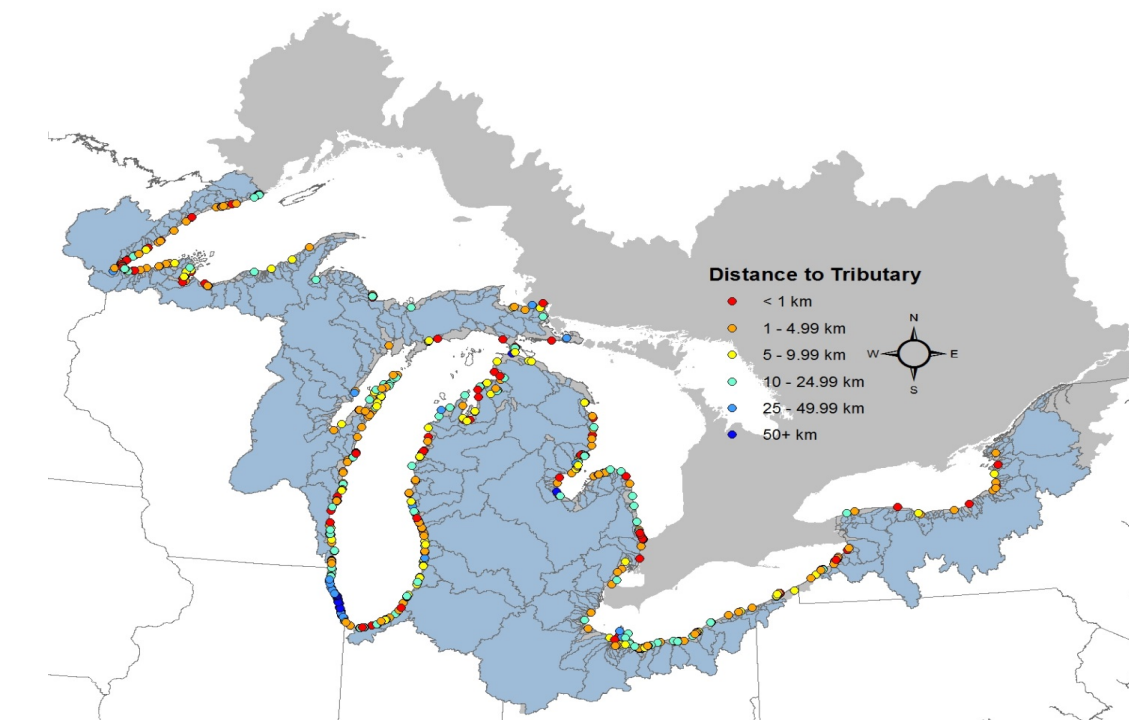 Distance to Tributary
< 1 km
1 - 4.99 km
5 - 9.99 km
10 - 24.99 km
25 - 49.99 km
50+ km
N
W E
S